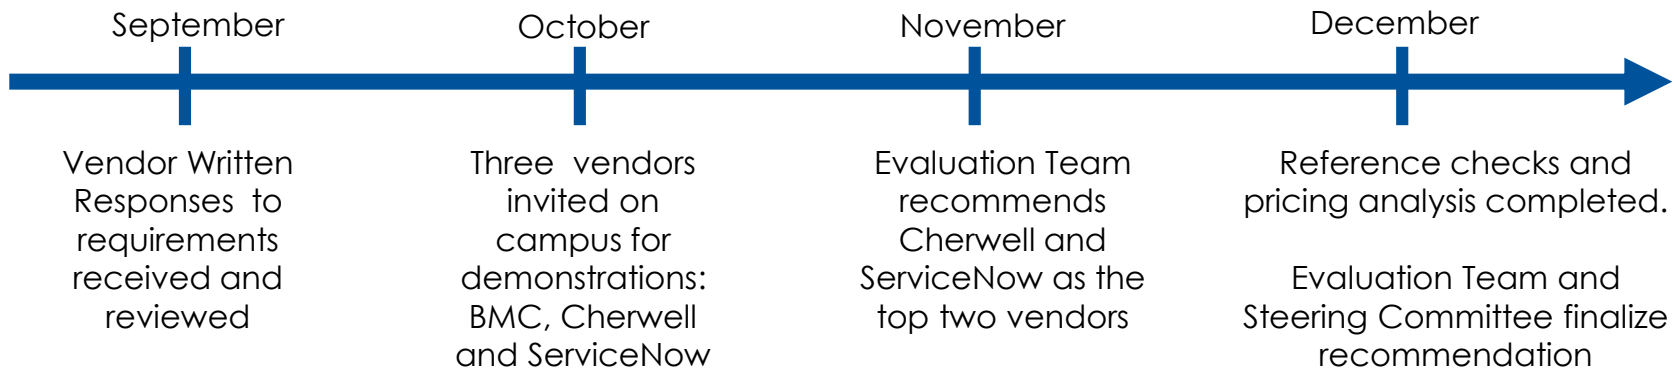 September
Vendor Written
Responses to
requirements
received and
reviewed
October
Three vendors
invited on
campus for
demonstrations:
BMC, Cherwell
and ServiceNow
November
Evaluation Team
recommends
Cherwell and
ServiceNow as the
top two vendors
December
Reference checks and
pricing analysis completed.
Evaluation Team and
Steering Committee finalize
recommendation